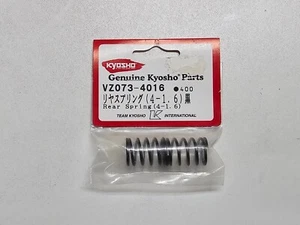 KYOSHO
Genuine Kyosho Parts
VZ073-4016 ●400
リヤスプリング(4-1.6)黒
Rear Spring(4-1.6)
TEAM KYOSHO K INTERNATIONAL